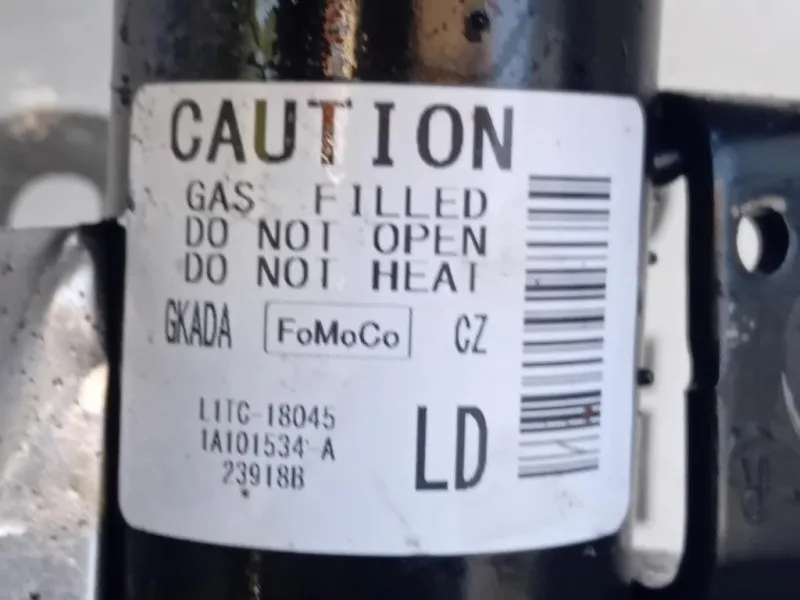 CAUTION
GAS FILLED
DO NOT OPEN
DO NOT HEAT
GKADA FoMoCo CZ
L1TC-18045
1A101534-A
23918B
LD